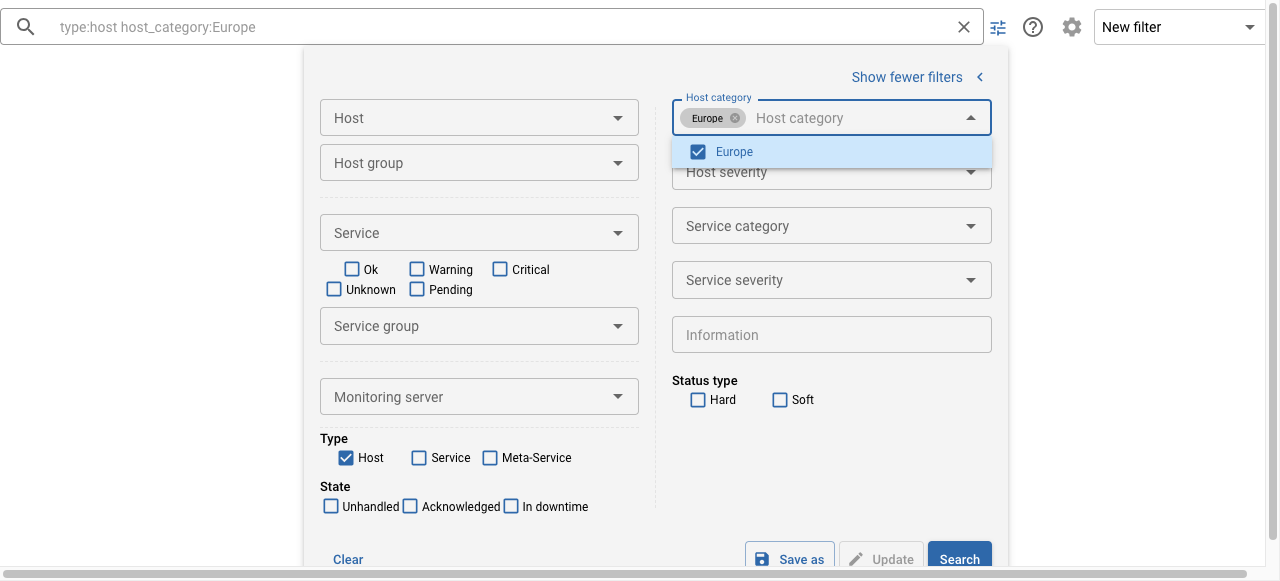 type:host host_category:Europe
New filter
Show fewer filters
Host
Host group
Service
Ok
Warning
Critical
Unknown
Pending
Service group
Monitoring server
Type
Host
Service
Meta-Service
State
Unhandled
Acknowledged
In downtime
Host category
Europe
Host category
Europe
Host severity
Service category
Service severity
Information
Status type
Hard
Soft
Clear
Save as
Update
Search